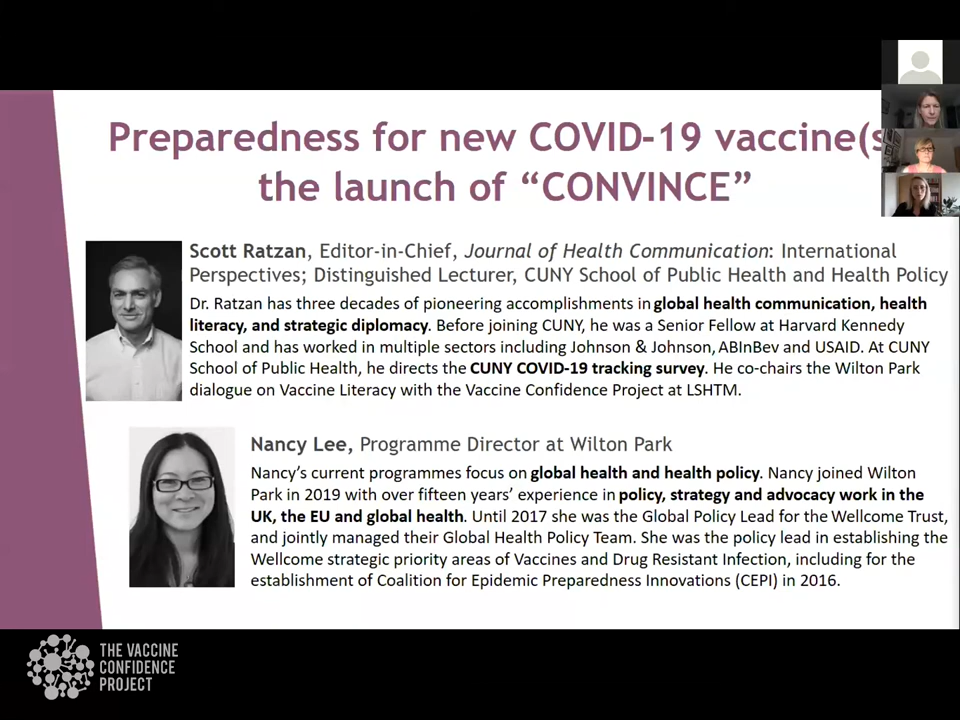 Preparedness for new COVID-19 vaccine(s
the launch of “CONVINCE”
Scott Ratzan, Editor-in-Chief, Journal of Health Communication: International
Perspectives; Distinguished Lecturer, CUNY School of Public Health and Health Policy
Dr. Ratzan has three decades of pioneering accomplishments in global health communication, health
literacy, and strategic diplomacy. Before joining CUNY, he was a Senior Fellow at Harvard Kennedy
School and has worked in multiple sectors including Johnson & Johnson, ABInBev and USAID. At CUNY
School of Public Health, he directs the CUNY COVID-19 tracking survey. He co-chairs the Wilton Park
dialogue on Vaccine Literacy with the Vaccine Confidence Project at LSHTM.
Nancy Lee, Programme Director at Wilton Park
Nancy’s current programmes focus on global health and health policy. Nancy joined Wilton
Park in 2019 with over fifteen years’ experience in policy, strategy and advocacy work in the
UK, the EU and global health. Until 2017 she was the Global Policy Lead for the Wellcome Trust,
and jointly managed their Global Health Policy Team. She was the policy lead in establishing the
Wellcome strategic priority areas of Vaccines and Drug Resistant Infection, including for the
establishment of Coalition for Epidemic Preparedness Innovations (CEPI) in 2016.
THE VACCINE
CONFIDENCE
PROJECT